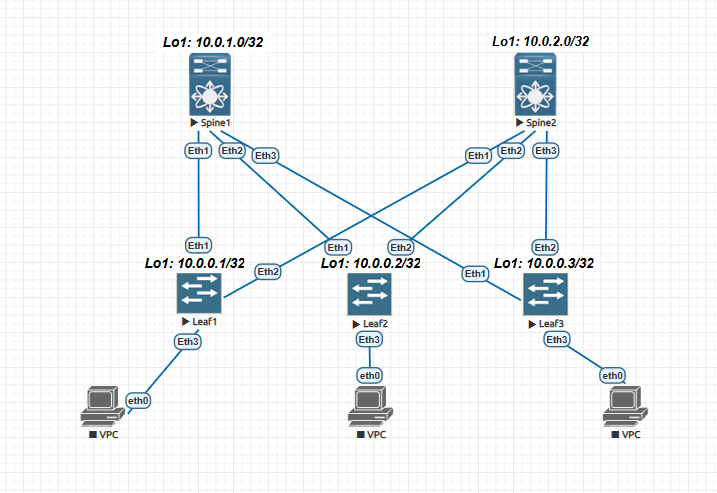 Lo1: 10.0.1.0/32
Lo1: 10.0.2.0/32
Spine1
Spine2
Eth1
Eth2
Eth3
Eth1
Eth2
Eth3
Eth1
Eth1
Eth2
Eth2
Lo1: 10.0.0.1/32
Lo1: 10.0.0.2/32
Lo1: 10.0.0.3/32
Eth2
Eth1
Leaf1
Leaf2
Leaf3
Eth3
Eth3
Eth3
eth0
eth0
eth0
VPC
VPC
VPC